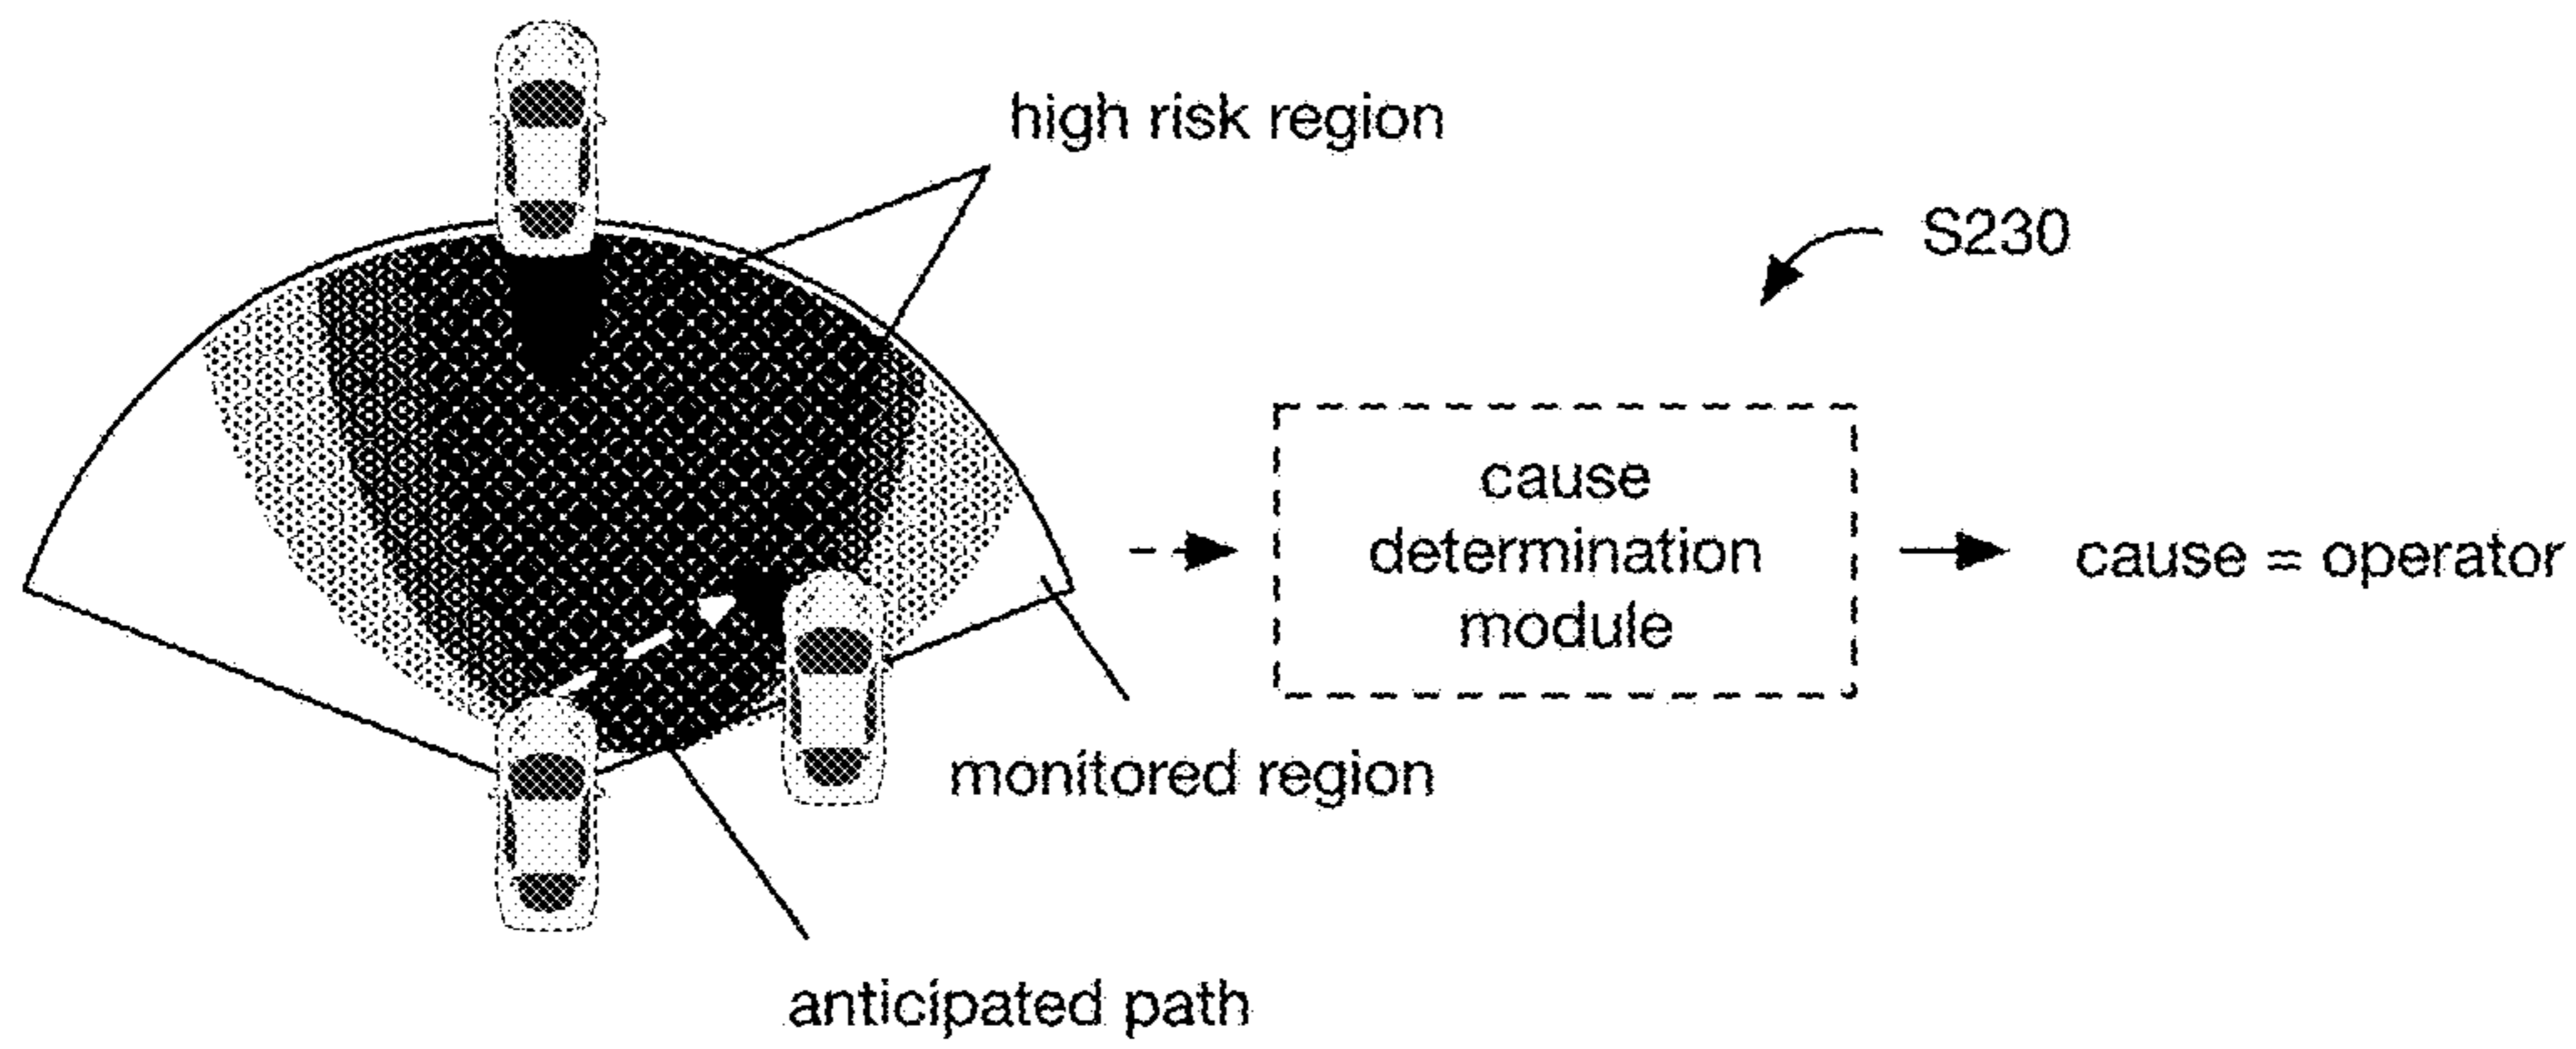 high risk region
S230
cause
determination
module
cause = operator
monitored region
anticipated path